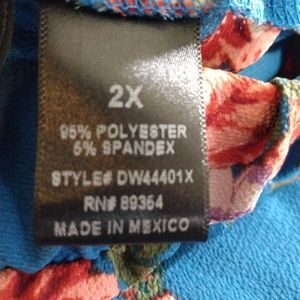 2X
95% POLYESTER
5% SPANDEX
STYLE# DW44401X
RN# 89364
MADE IN MEXICO